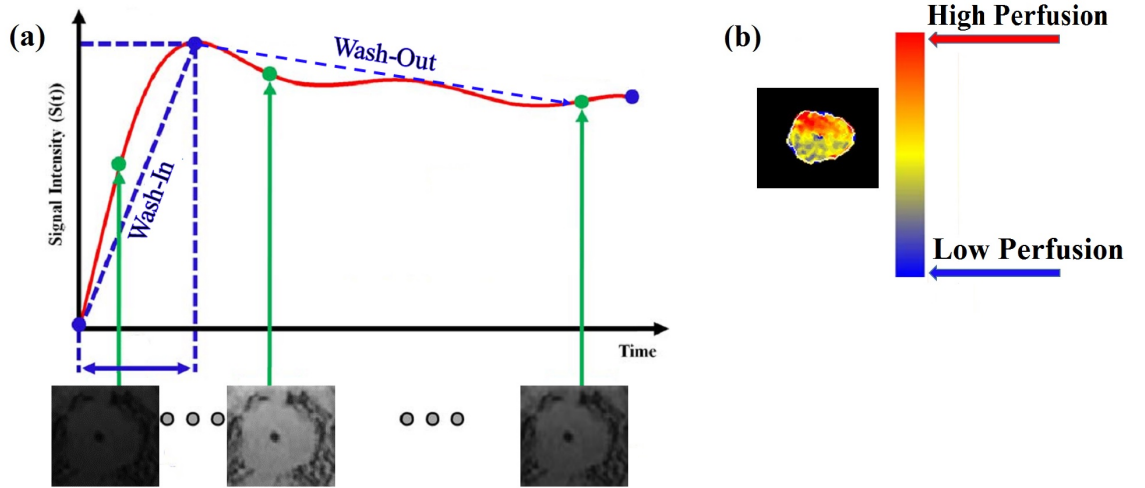 (a)
Signal Intensity (S(t))
Wash-In
Wash-Out
Time
(b)
High Perfusion
Low Perfusion